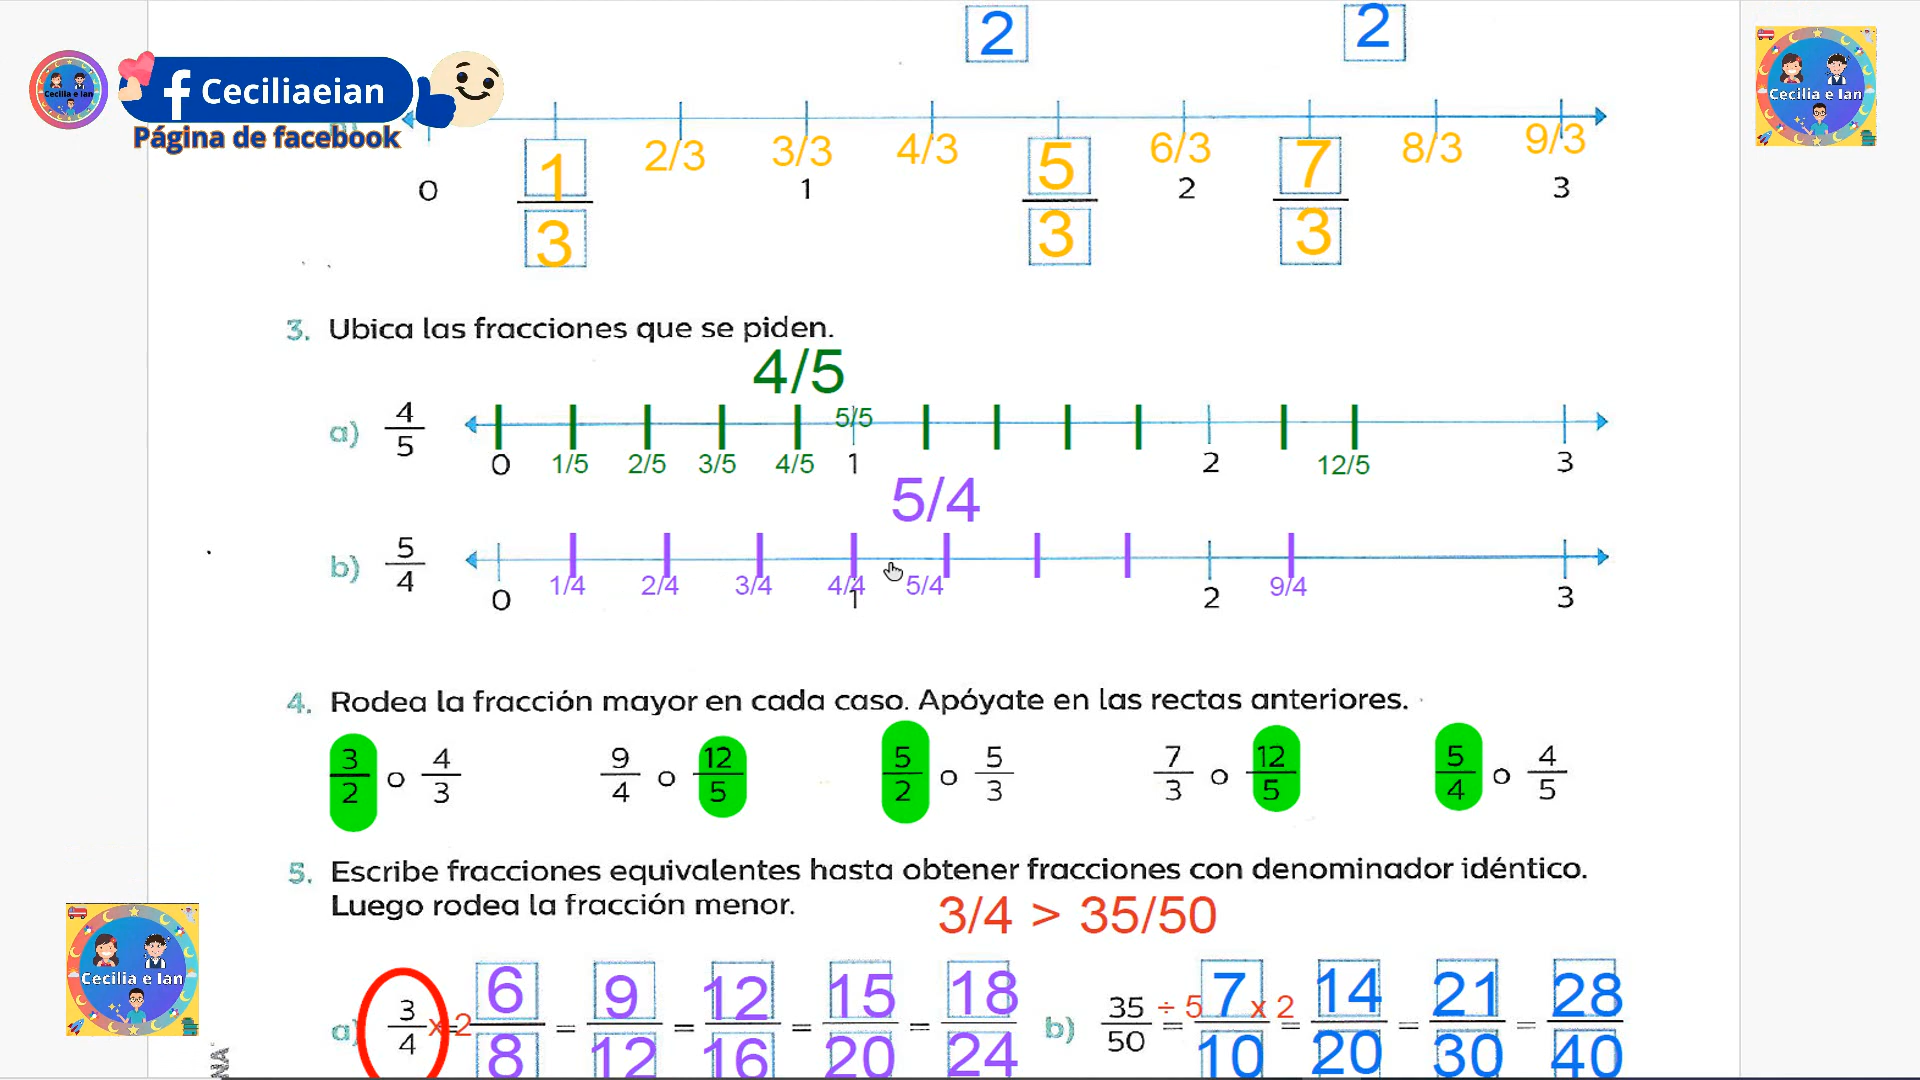 2 2
Ceciliaeian
Página de facebook
Cecilia e Ian
Cecilia e Ian
2/3 3/3 4/3 6/3 8/3 9/3
0 1/3 1 5/3 2 7/3 3
3. Ubica las fracciones que se piden.
4/5
a) 4/5 5/5
0 1/5 2/5 3/5 4/5 1 2 12/5 3
5/4
b) 5/4
1/4 2/4 3/4 4/4 5/4 9/4
0 1 2 3
4. Rodea la fracción mayor en cada caso. Apóyate en las rectas anteriores.
3/2 o 4/3 9/4 o 12/5 5/2 o 5/3 7/3 o 12/5 5/4 o 4/5
5. Escribe fracciones equivalentes hasta obtener fracciones con denominador idéntico.
Luego rodea la fracción menor.
3/4 > 35/50
Cecilia e Ian
a) 3/4 x 2 = 6/8 = 9/12 = 12/16 = 15/20 = 18/24 b) 35/50 ÷ 5 = 7/10 x 2 = 14/20 = 21/30 = 28/40